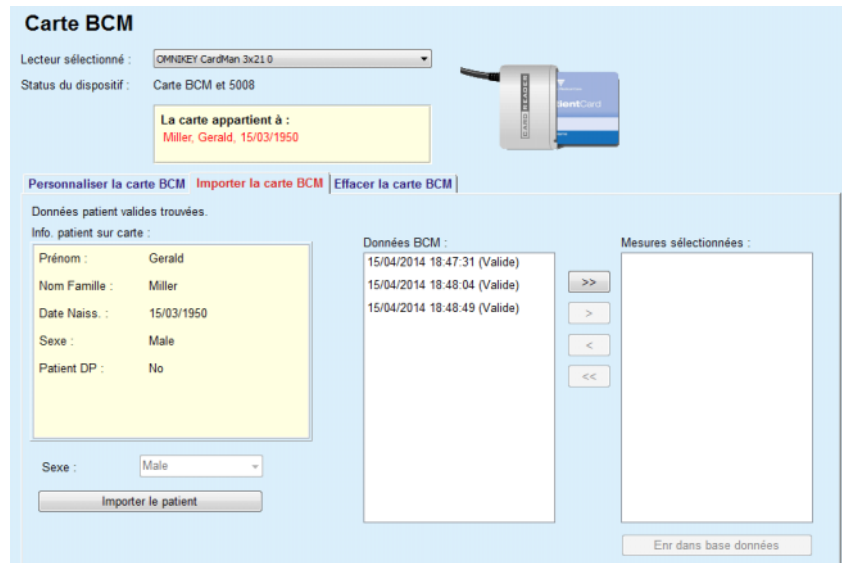 Carte BCM
Lecteur sélectionné : OMNIKEY CardMan 3x21 0
Status du dispositif : Carte BCM et 5008
La carte appartient à :
Miller, Gerald, 15/03/1950
CARD READER
ientCard
Personnaliser la carte BCM Importer la carte BCM Effacer la carte BCM
Données patient valides trouvées.
Info. patient sur carte :
Prénom : Gerald
Nom Famille : Miller
Date Naiss. : 15/03/1950
Sexe : Male
Patient DP : No
Sexe : Male
Importer le patient
Données BCM :
15/04/2014 18:47:31 (Valide)
15/04/2014 18:48:04 (Valide)
15/04/2014 18:48:49 (Valide)
>>
>
<
<<
Mesures sélectionnées :
Enr dans base données